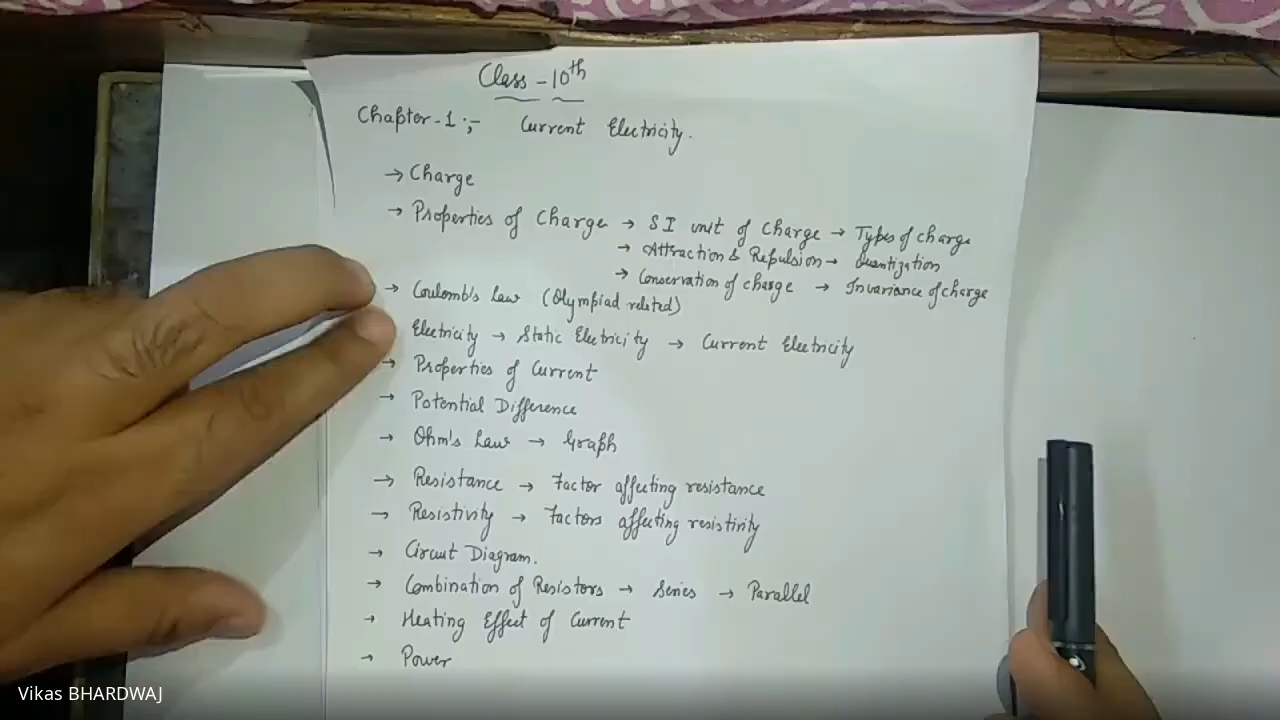 Class - 10th
Chapter-1:- Current Electricity.
→ Charge
→ Properties of Charge → SI unit of Charge → Types of charge
→ Attraction & Repulsion → Quantization
→ Conservation of charge → Invariance of charge
→ Coulomb's Law (Olympiad related)
Electricity → Static Electricity → Current Electricity
→ Properties of Current
→ Potential Difference
→ Ohm's Law → Graph
→ Resistance → Factor affecting resistance
→ Resistivity → Factors affecting resistivity
→ Circuit Diagram.
→ Combination of Resistors → Series → Parallel
→ Heating Effect of Current
→ Power
Vikas BHARDWAJ